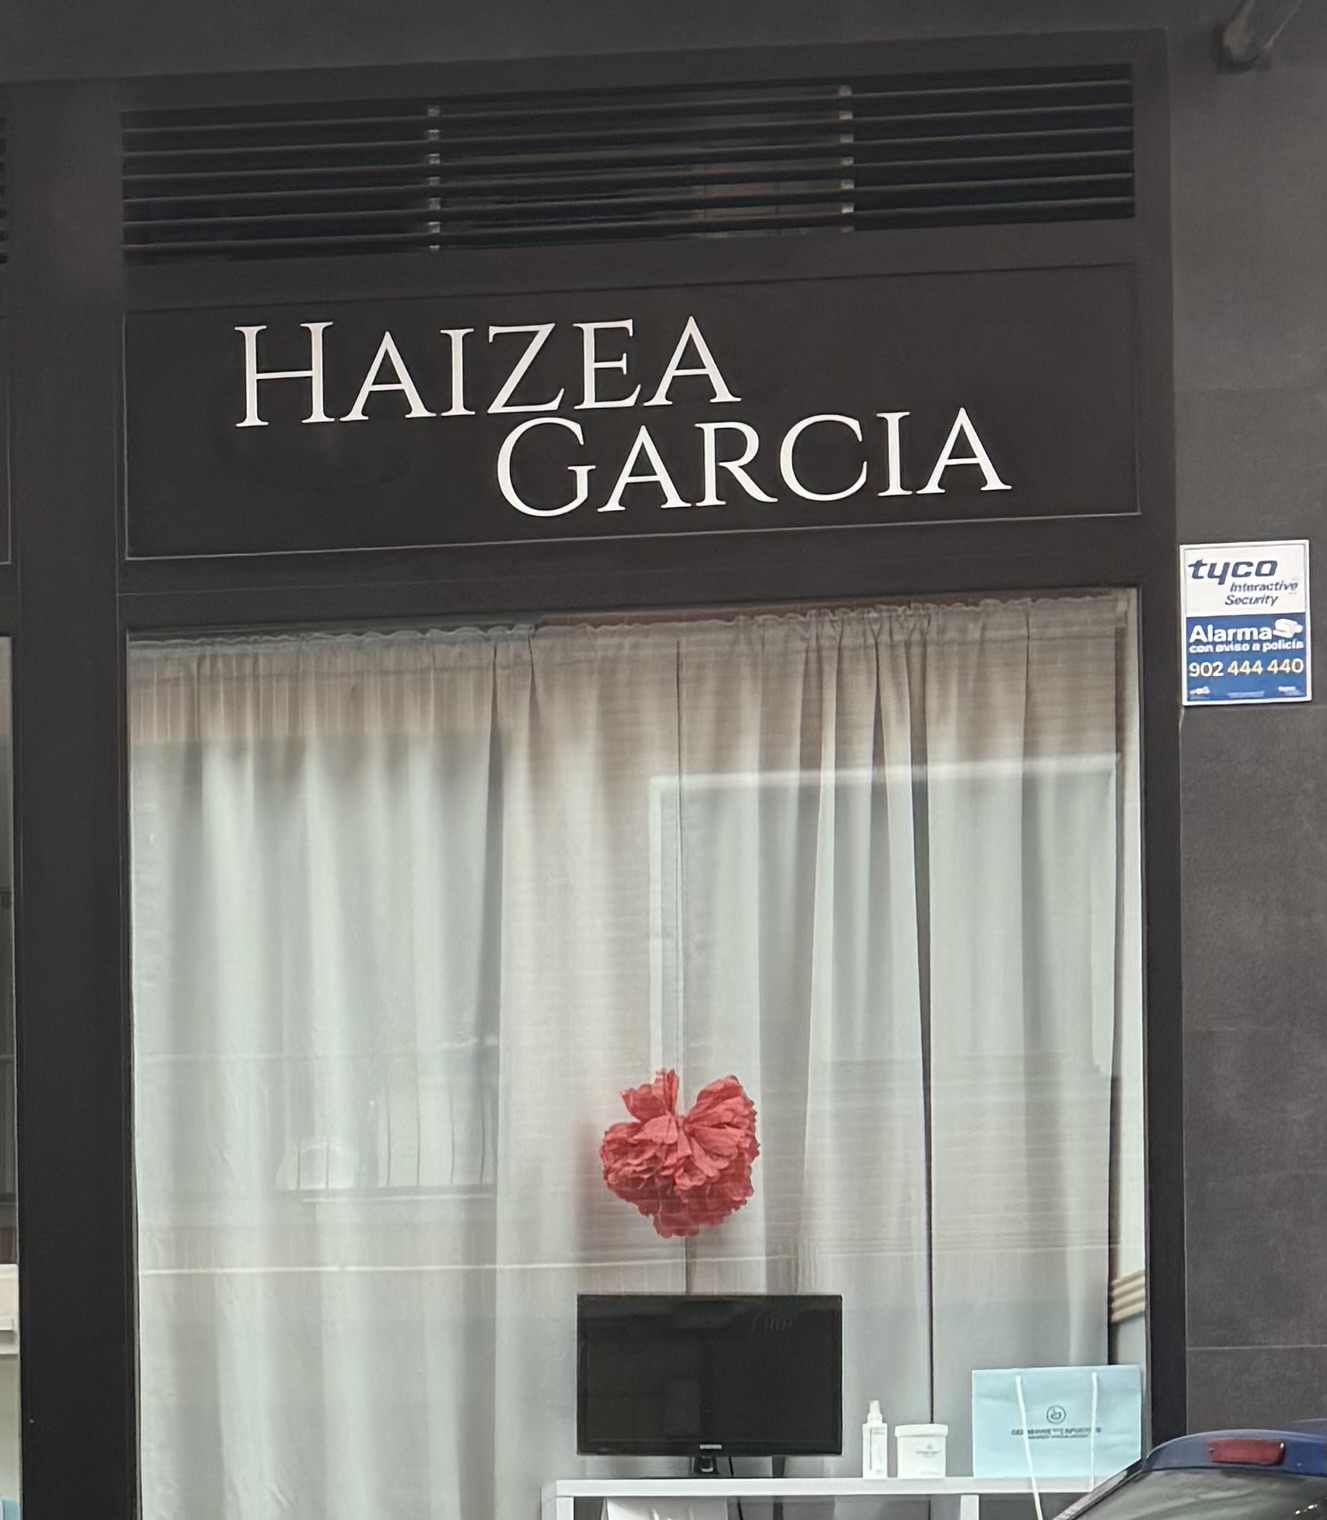 HAIZEA
GARCIA
tyco
Interactive
Security
Alarma
con aviso a policía
902 444 440